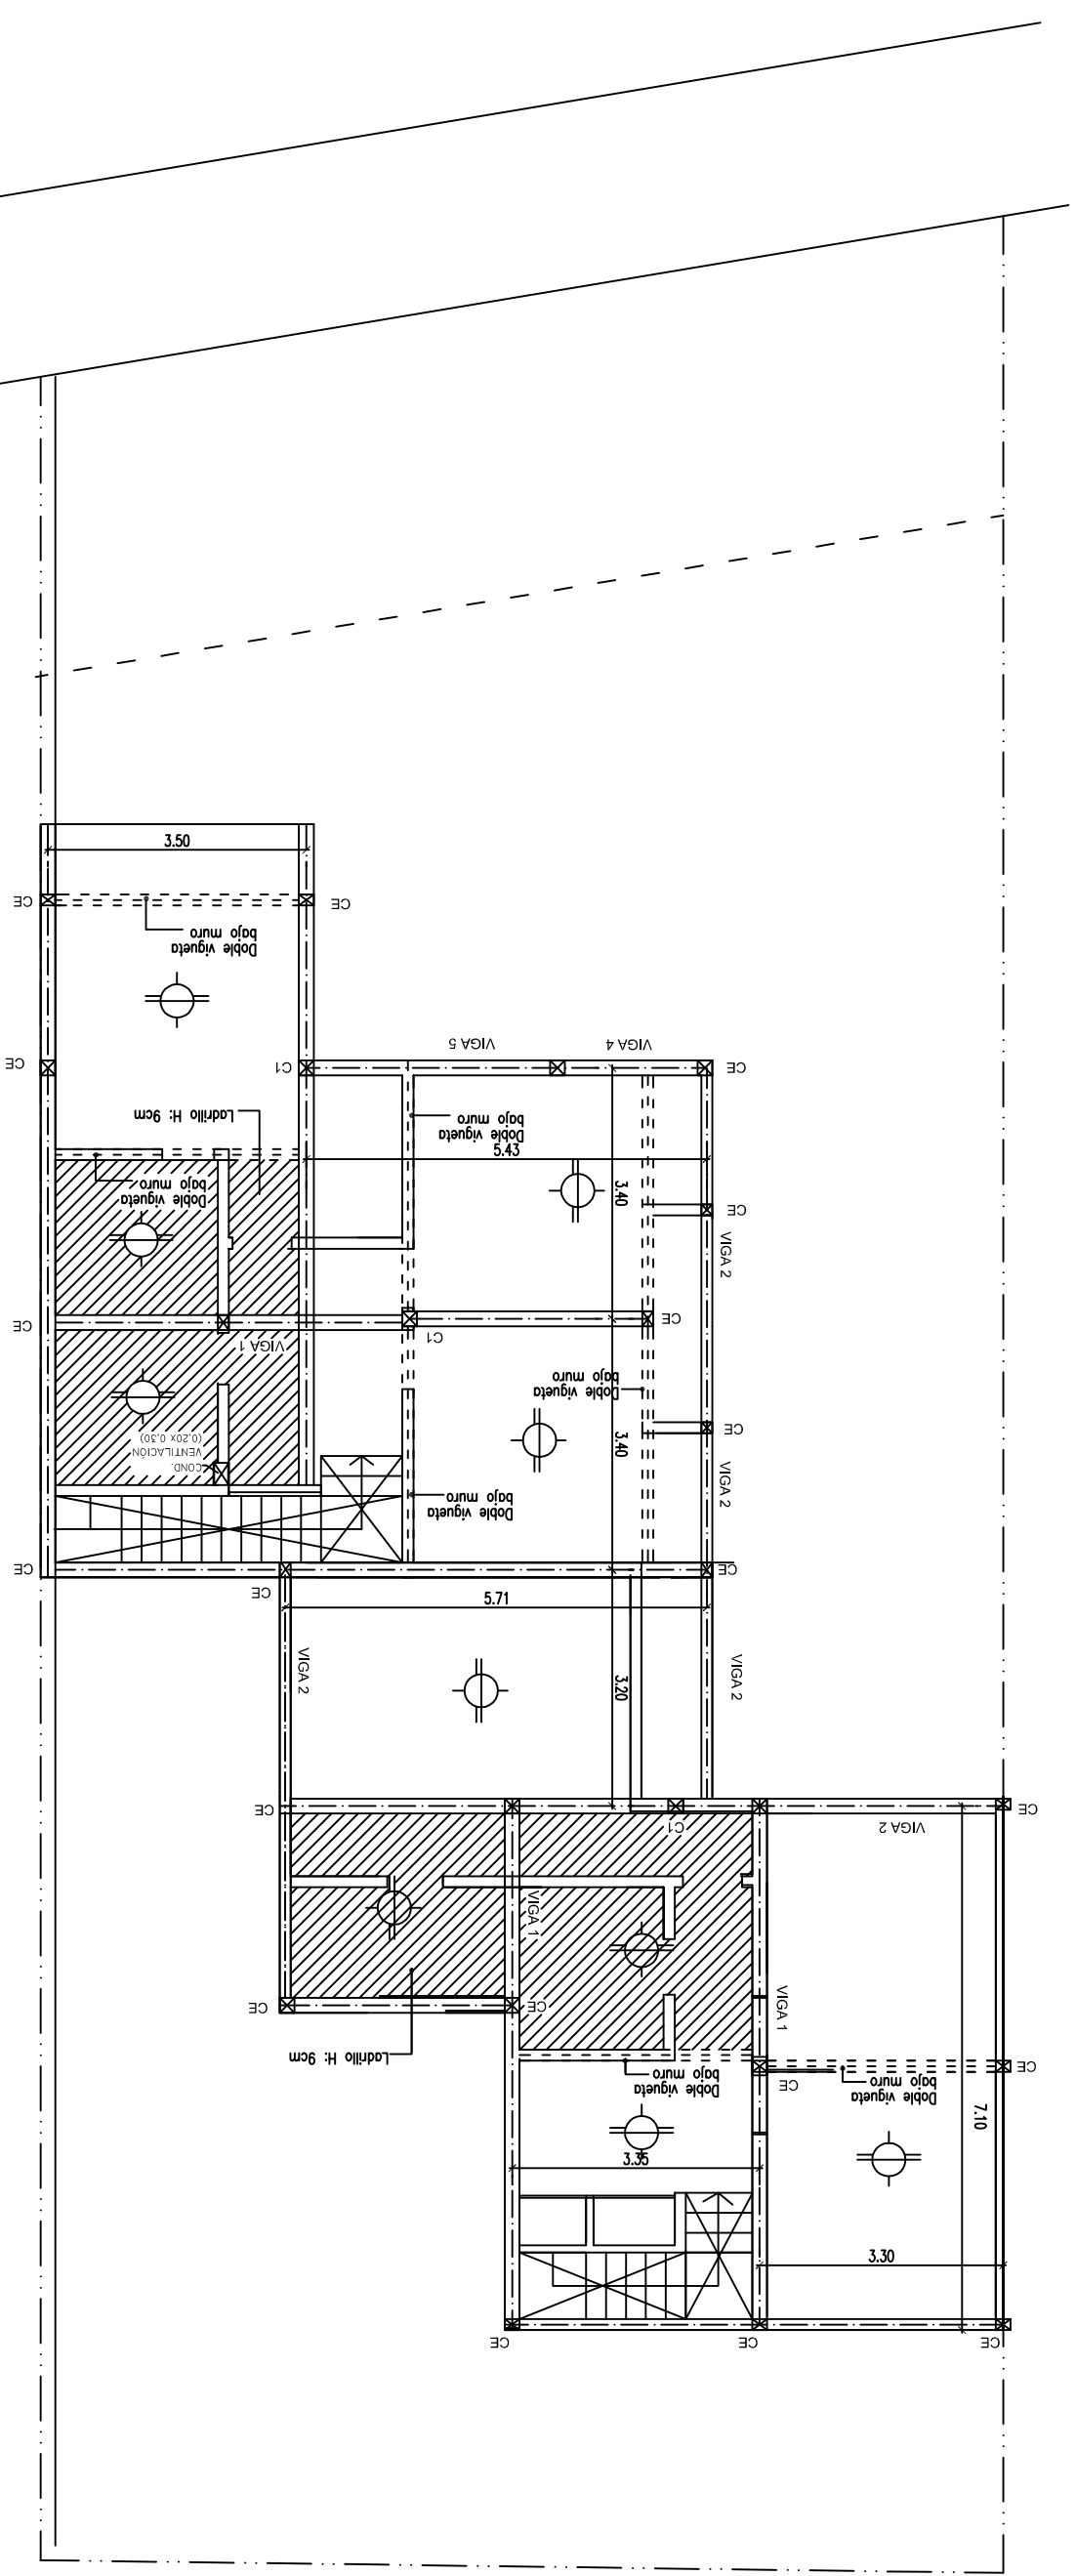 3.50
CE
CE
Doble vigueta
bajo muro
CE
C1
VIGA 5
VIGA 4
CE
Ladrillo H: 9cm
Doble vigueta
bajo muro
5.43
Doble vigueta
bajo muro
3.40
CE
VIGA 2
CE
VIGA 1
C1
CE
Doble vigueta
bajo muro
CE
3.40
COND.
VENTILACIÓN
(0.20x 0.30)
Doble vigueta
bajo muro
VIGA 2
CE
CE
CE
5.71
VIGA 2
3.20
VIGA 2
CE
C1
VIGA 2
CE
VIGA 1
VIGA 1
CE
CE
Ladrillo H: 9cm
Doble vigueta
bajo muro
CE
Doble vigueta
bajo muro
CE
7.10
3.35
3.30
CE
CE
CE